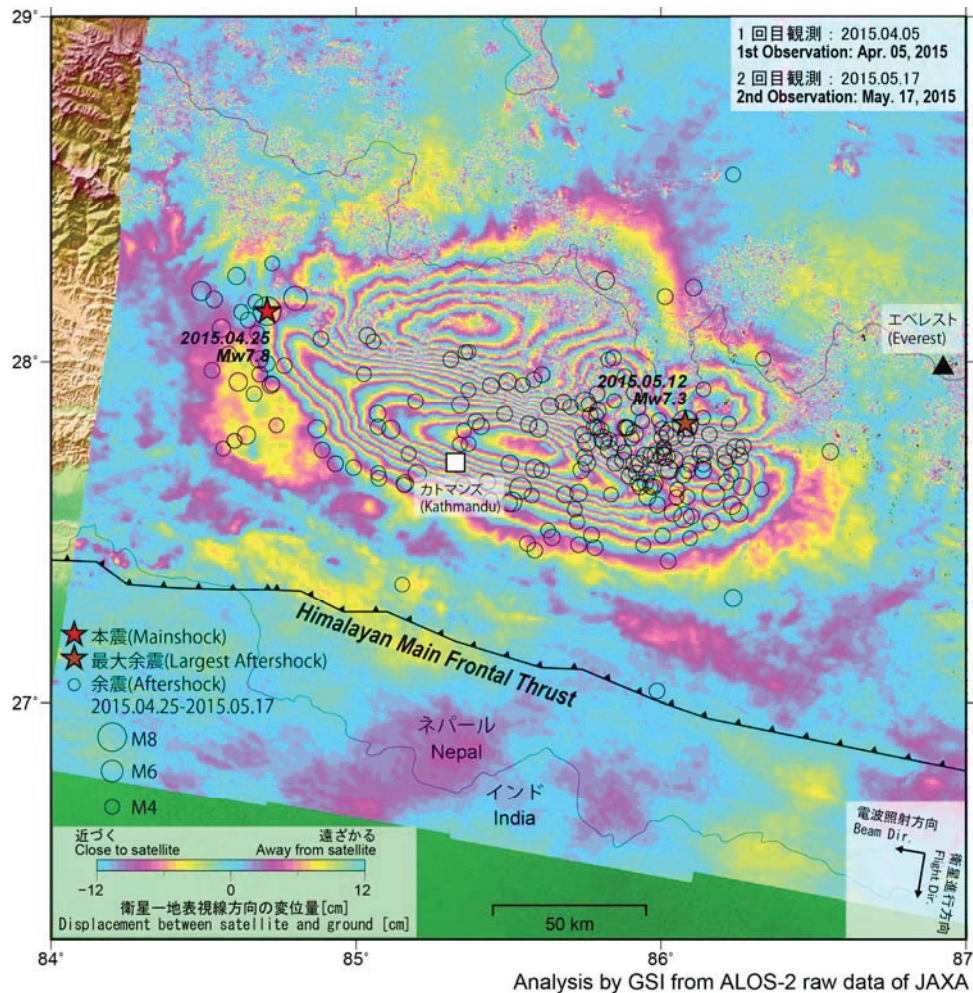 29°
28°
27°
84°
85°
86°
87°
1 回目観測：2015.04.05
1st Observation: Apr. 05, 2015
2 回目観測：2015.05.17
2nd Observation: May. 17, 2015
エベレスト
(Everest)
2015.04.25
Mw7.8
2015.05.12
Mw7.3
カトマンズ
(Kathmandu)
Himalayan Main Frontal Thrust
本震(Mainshock)
最大余震(Largest Aftershock)
余震(Aftershock)
2015.04.25-2015.05.17
M8
M6
M4
ネパール
Nepal
インド
India
近づく 遠ざかる
Close to satellite Away from satellite
−12 0 12
衛星－地表視線方向の変位量[cm]
Displacement between satellite and ground [cm]
50 km
電波照射方向
Beam Dir.
衛星進行方向
Flight Dir.
Analysis by GSI from ALOS-2 raw data of JAXA